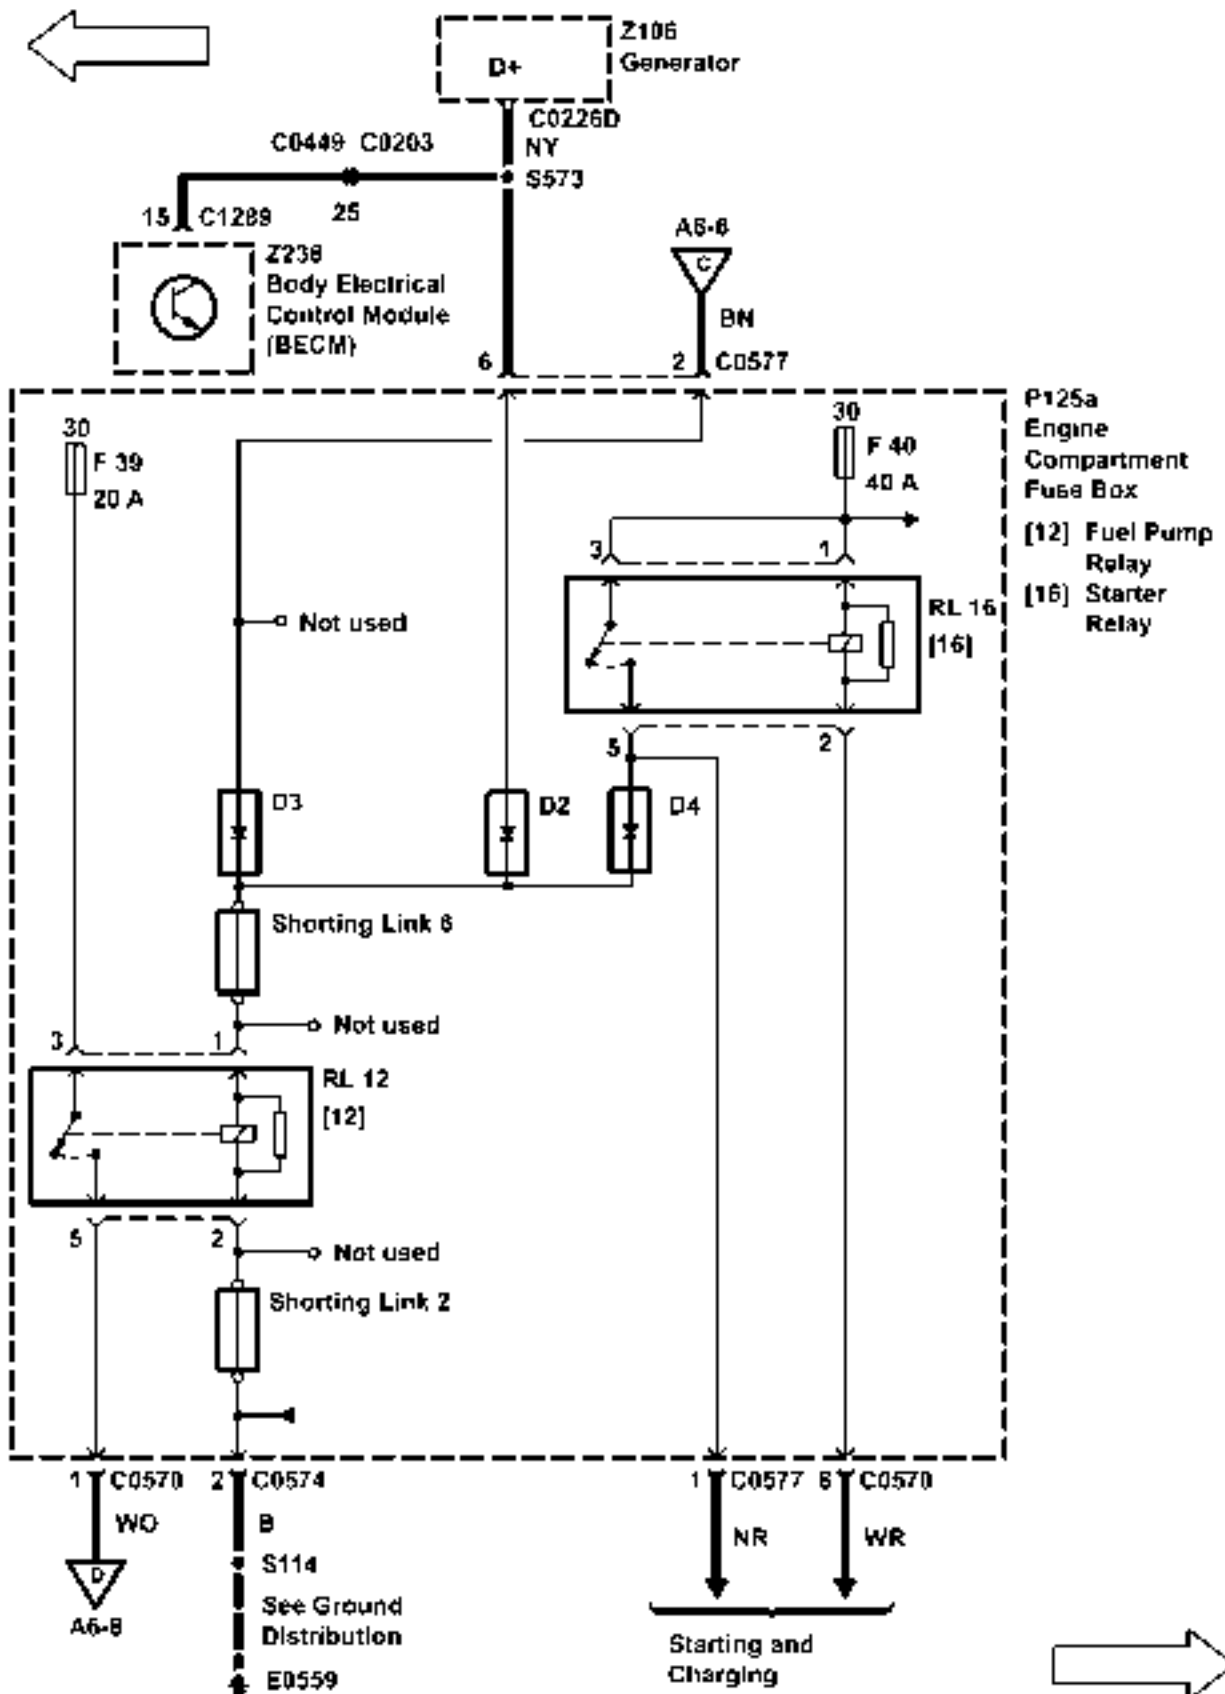 Z106
Generator
D+
C0226D
NY
C0449 C0203
S573
25
15 C1289
Z238
Body Electrical
Control Module
(BECM)
A6-6
C
BN
6
2 C0577
P125a
Engine
Compartment
Fuse Box
[12] Fuel Pump
Relay
[16] Starter
Relay
30
F 39
20 A
30
F 40
40 A
3
1
Not used
RL 16
[16]
5
2
D3
D2
D4
Shorting Link 6
Not used
3
1
RL 12
[12]
5
2
Not used
Shorting Link 2
1 C0570
2 C0574
1 C0577
8 C0570
WO
B
NR
WR
D
S114
A6-8
See Ground
Distribution
E0559
Starting and
Charging